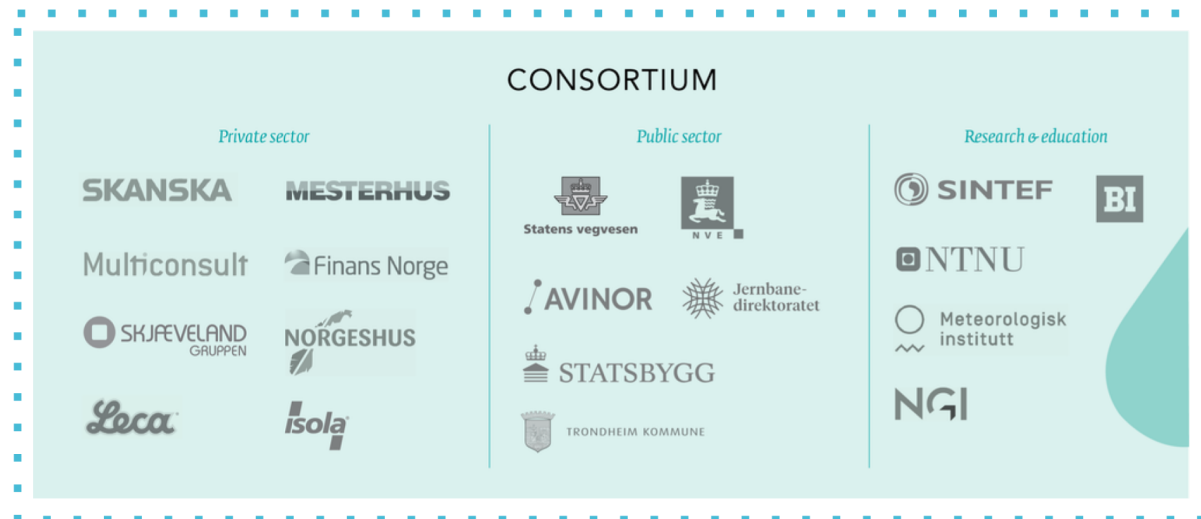 CONSORTIUM
Private sector
SKANSKA
MESTERHUS
Multiconsult
Finans Norge
SKJÆVELAND
GRUPPEN
NORGESHUS
Leca
isola
Public sector
Statens vegvesen
NVE
AVINOR
Jernbane-
direktoratet
STATSBYGG
TRONDHEIM KOMMUNE
Research & education
SINTEF
BI
NTNU
Meteorologisk
institutt
NGI